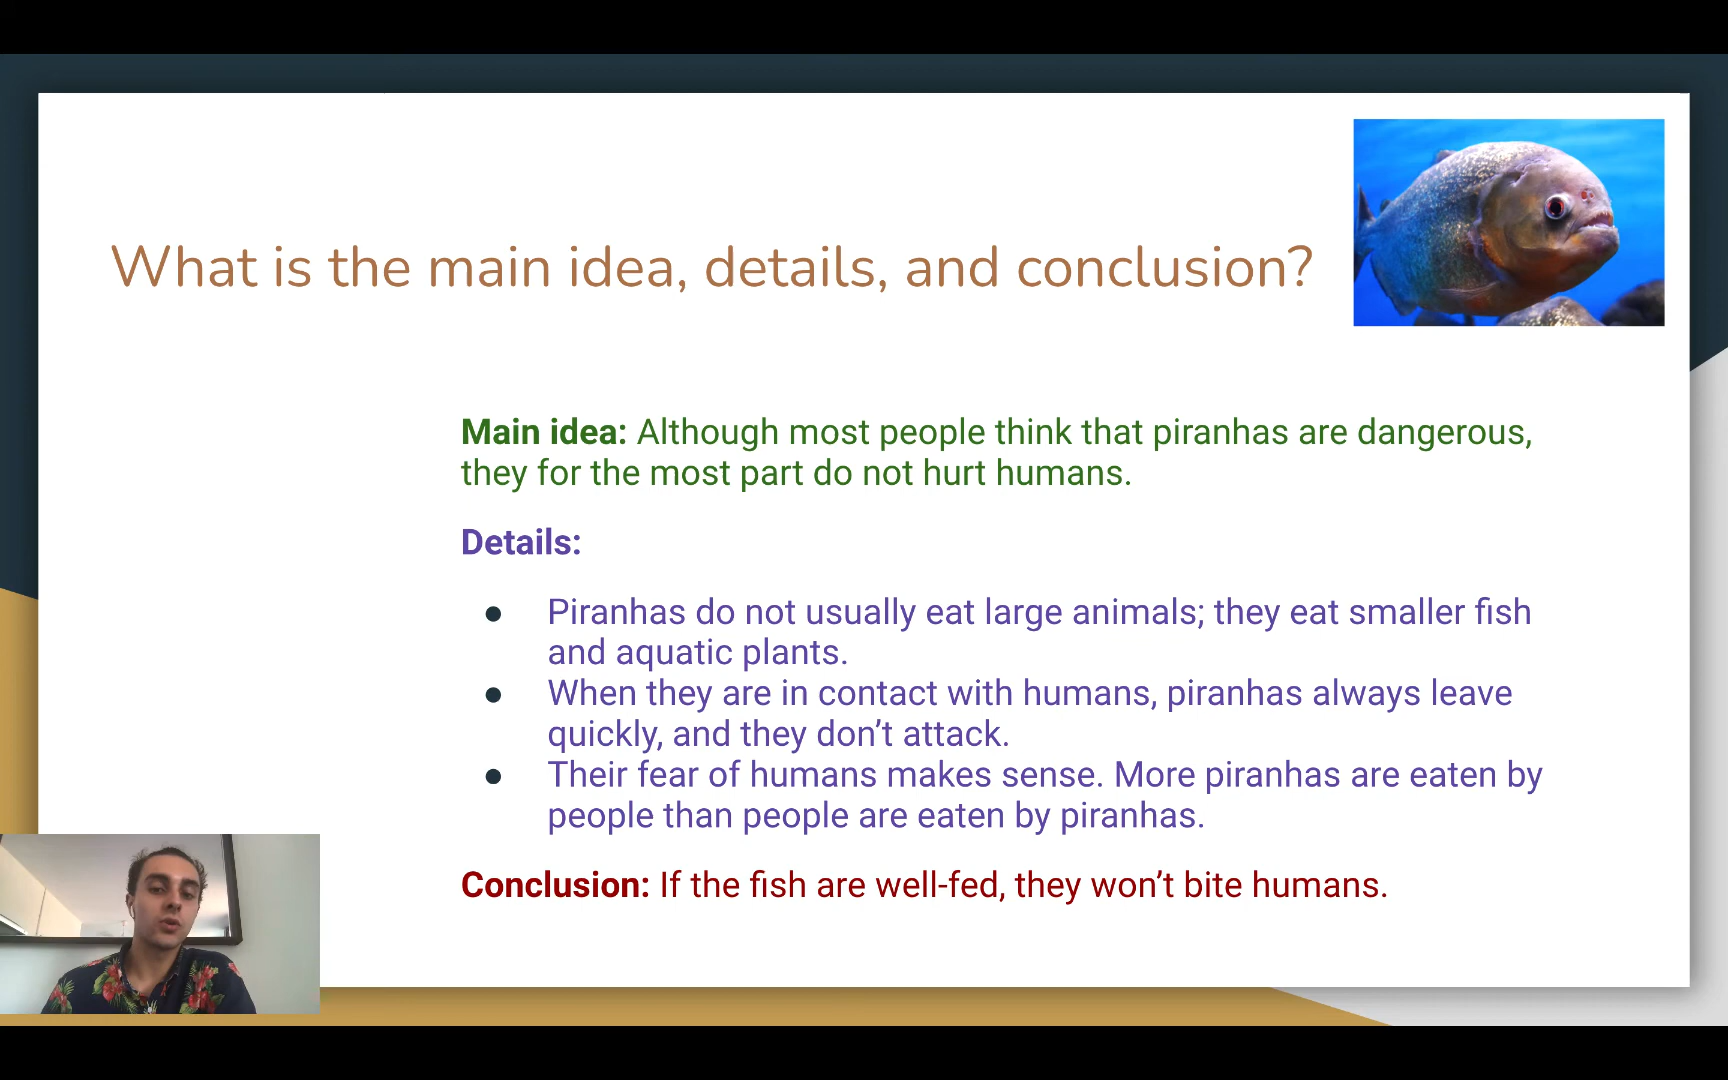 What is the main idea, details, and conclusion?
Main idea: Although most people think that piranhas are dangerous,
they for the most part do not hurt humans.
Details:
● Piranhas do not usually eat large animals; they eat smaller fish
and aquatic plants.
● When they are in contact with humans, piranhas always leave
quickly, and they don’t attack.
● Their fear of humans makes sense. More piranhas are eaten by
people than people are eaten by piranhas.
Conclusion: If the fish are well-fed, they won’t bite humans.